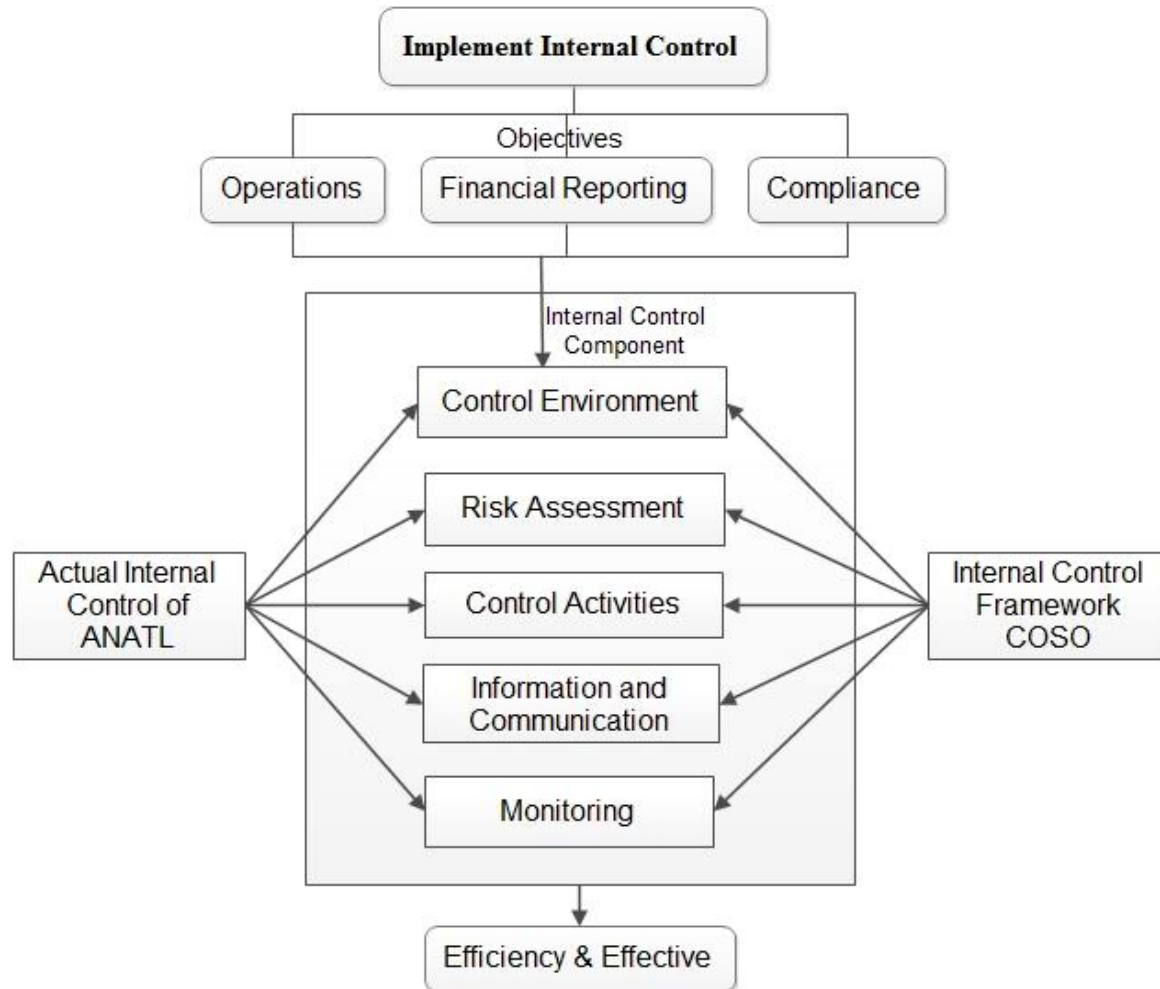 Implement Internal Control
Objectives
Operations
Financial Reporting
Compliance
Internal Control
Component
Control Environment
Risk Assessment
Actual Internal
Control of
ANATL
Control Activities
Internal Control
Framework
COSO
Information and
Communication
Monitoring
Efficiency & Effective